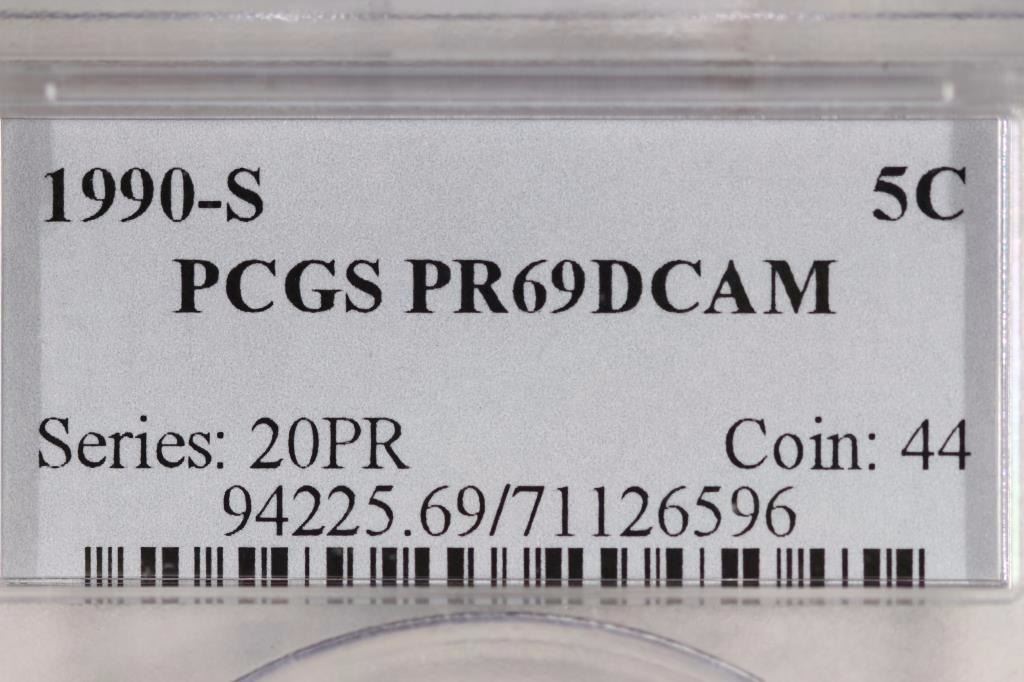 1990-S 5C
PCGS PR69DCAM
Series: 20PR Coin: 44
94225.69/71126596